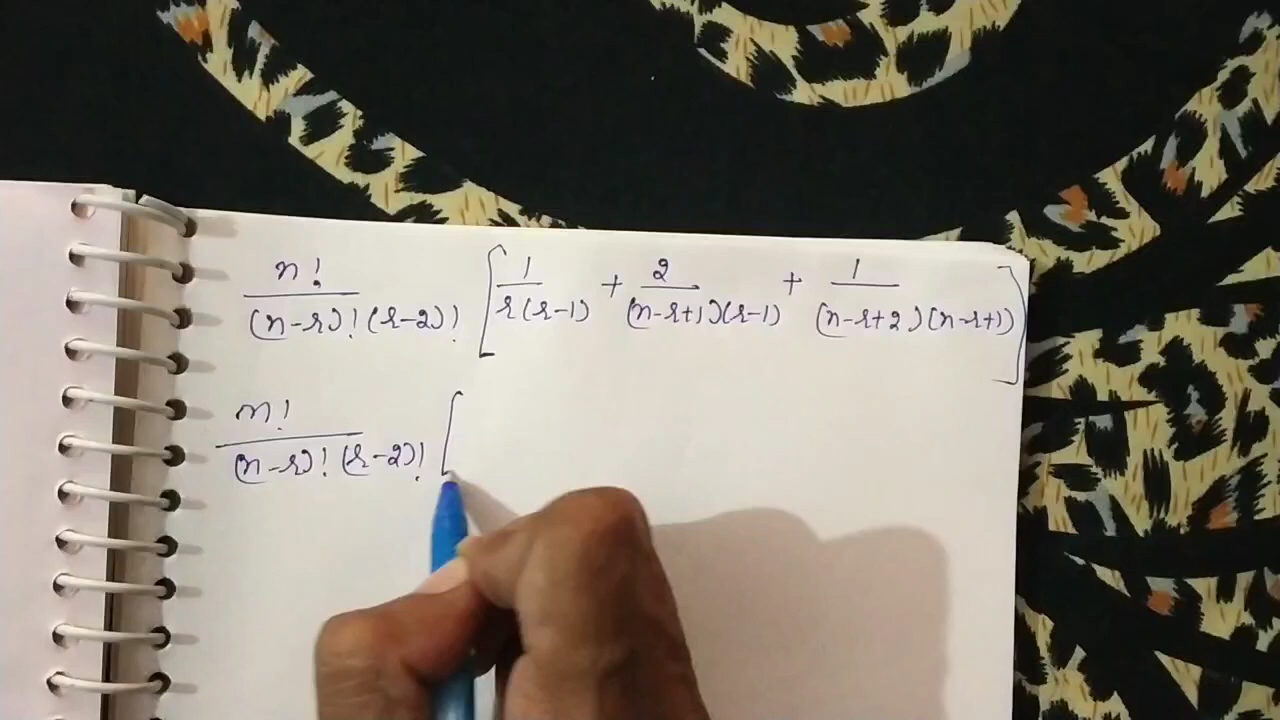 n! / (n-r)! (r-2)! [ 1 / r(r-1) + 2 / (n-r+1)(r-1) + 1 / (n-r+2)(n-r+1) ]
n! / (n-r)! (r-2)! [